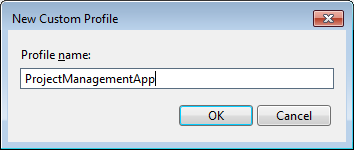 New Custom Profile
Profile name:
ProjectManagementApp
OK
Cancel